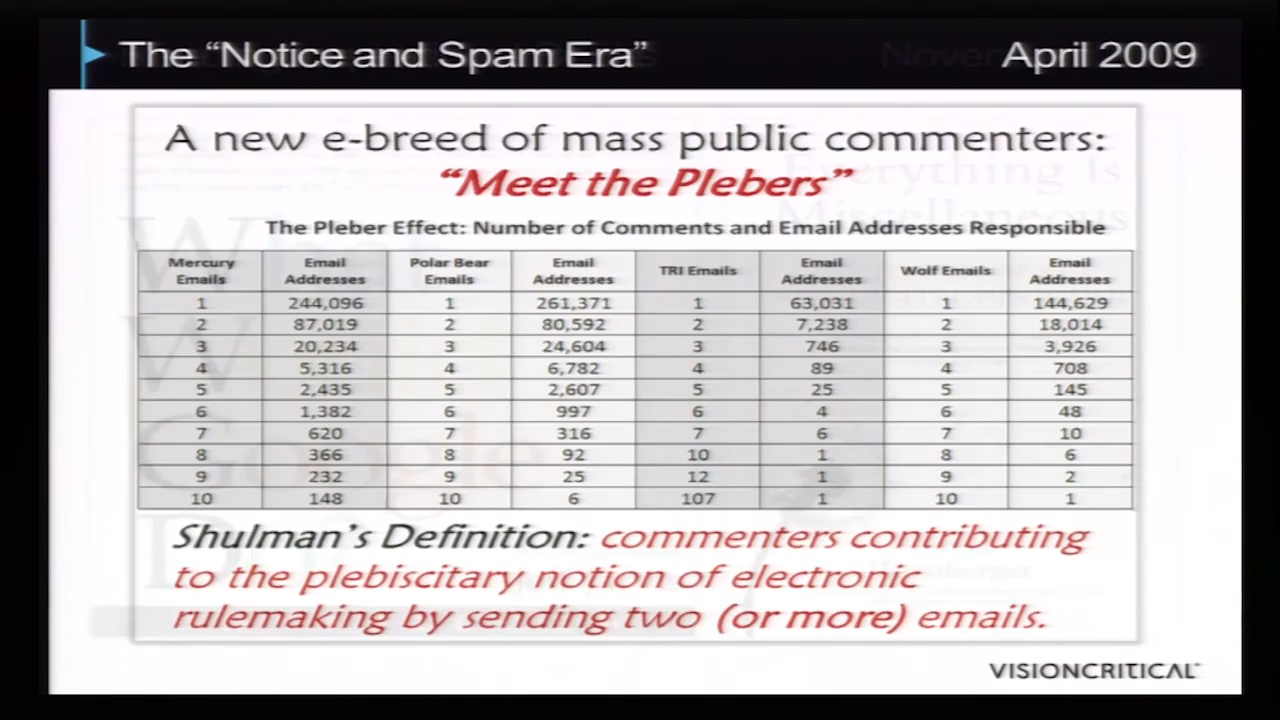 The “Notice and Spam Era” April 2009
A new e-breed of mass public commenters:
“Meet the Plebers”
The Pleber Effect: Number of Comments and Email Addresses Responsible
Mercury Emails Email Addresses Polar Bear Emails Email Addresses TRI Emails Email Addresses Wolf Emails Email Addresses
1 244,096 1 261,371 1 63,031 1 144,629
2 87,019 2 80,592 2 7,238 2 18,014
3 20,234 3 24,604 3 746 3 3,926
4 5,316 4 6,782 4 89 4 708
5 2,435 5 2,607 5 25 5 145
6 1,382 6 997 6 4 6 48
7 620 7 316 7 6 7 10
8 366 8 92 10 1 8 6
9 232 9 25 12 1 9 2
10 148 10 6 107 1 10 1
Shulman’s Definition: commenters contributing
to the plebiscitary notion of electronic
rulemaking by sending two (or more) emails.
VISIONCRITICAL
Everything Is
Miscellaneous
Google